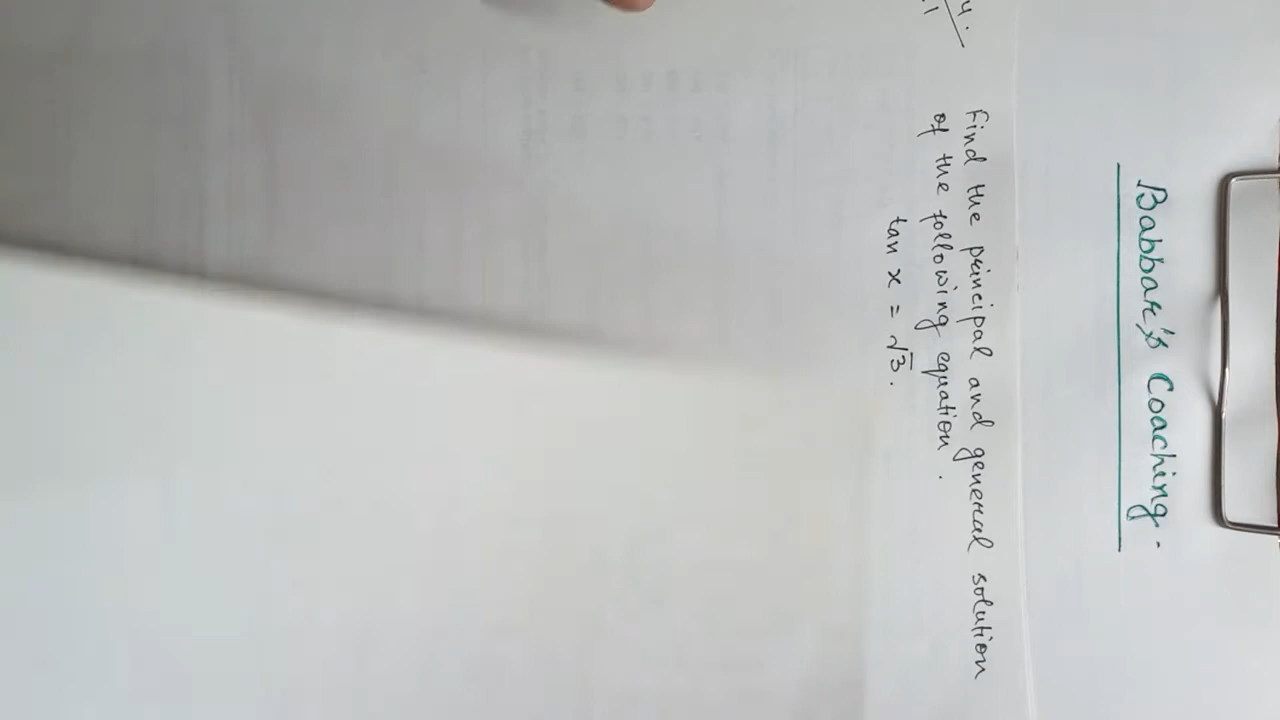 Babbar's Coaching.
Find the principal and general solution
of the following equation.
tan x = √3.